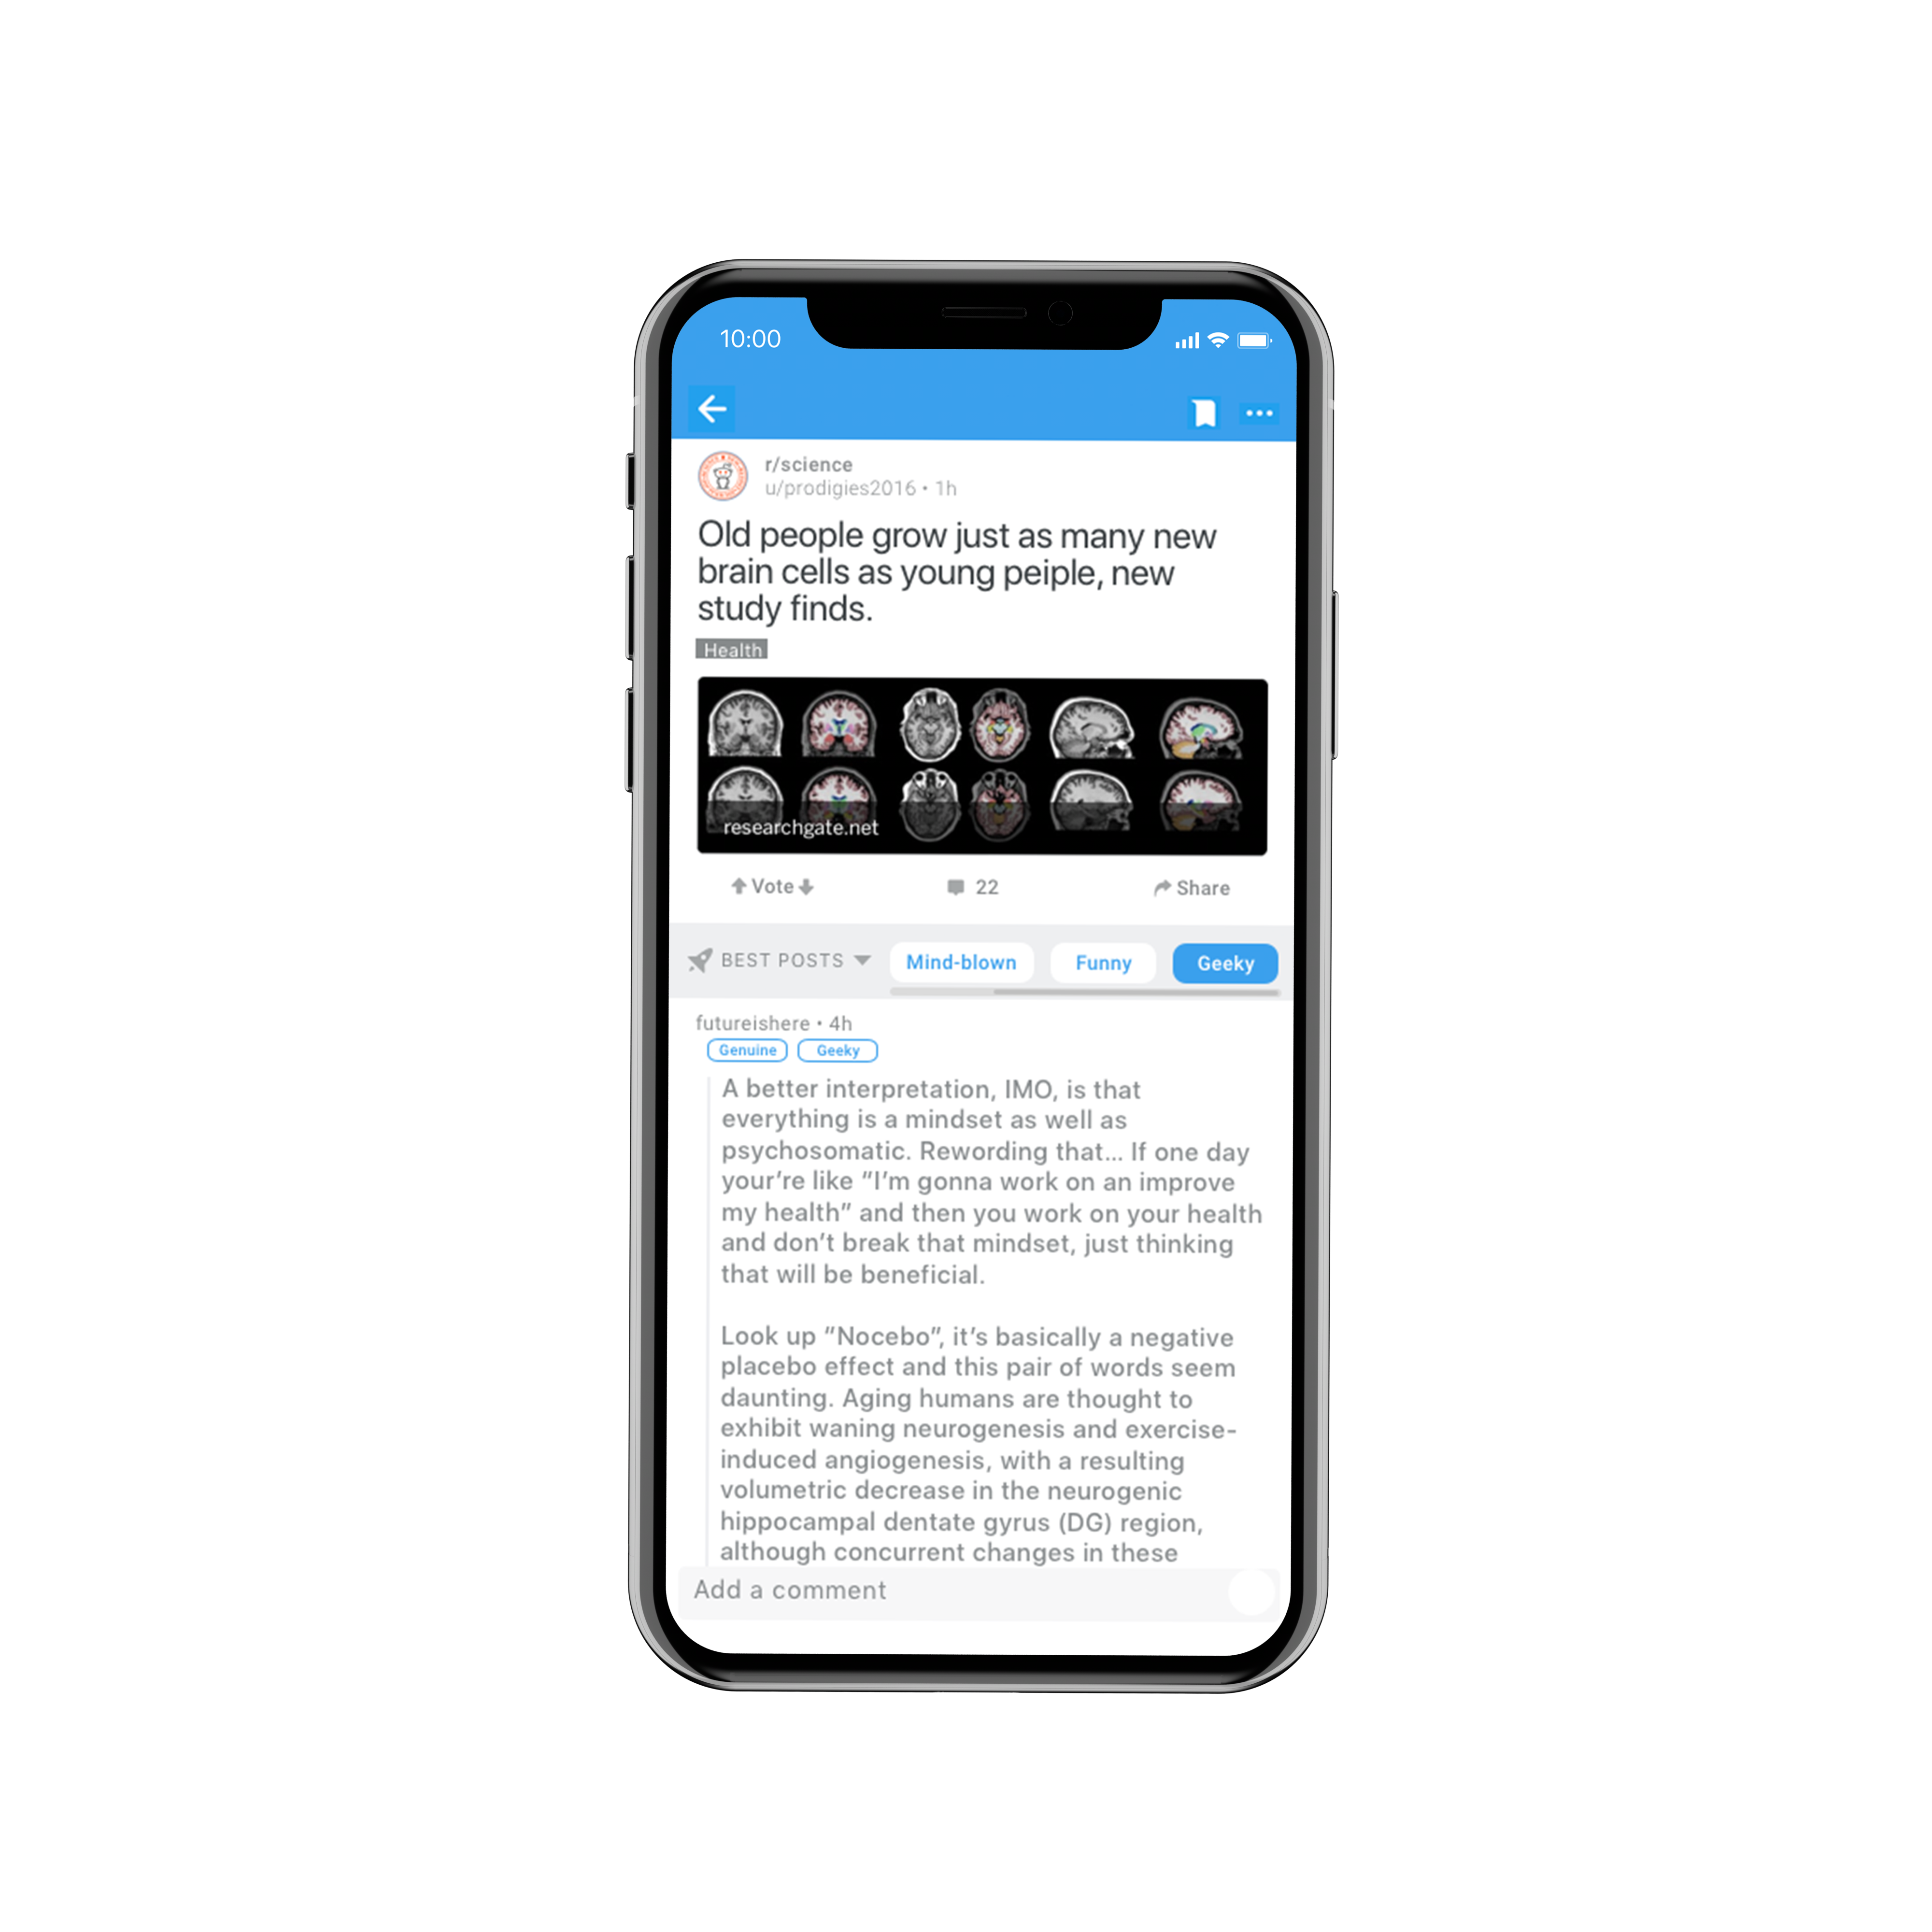 10:00
r/science
u/prodigies2016 • 1h
Old people grow just as many new
brain cells as young peiple, new
study finds.
Health
researchgate.net
Vote
22
Share
BEST POSTS
Mind-blown
Funny
Geeky
futureishere • 4h
Genuine
Geeky
A better interpretation, IMO, is that
everything is a mindset as well as
psychosomatic. Rewording that... If one day
your’re like “I’m gonna work on an improve
my health” and then you work on your health
and don’t break that mindset, just thinking
that will be beneficial.
Look up “Nocebo”, it’s basically a negative
placebo effect and this pair of words seem
daunting. Aging humans are thought to
exhibit waning neurogenesis and exercise-
induced angiogenesis, with a resulting
volumetric decrease in the neurogenic
hippocampal dentate gyrus (DG) region,
although concurrent changes in these
Add a comment